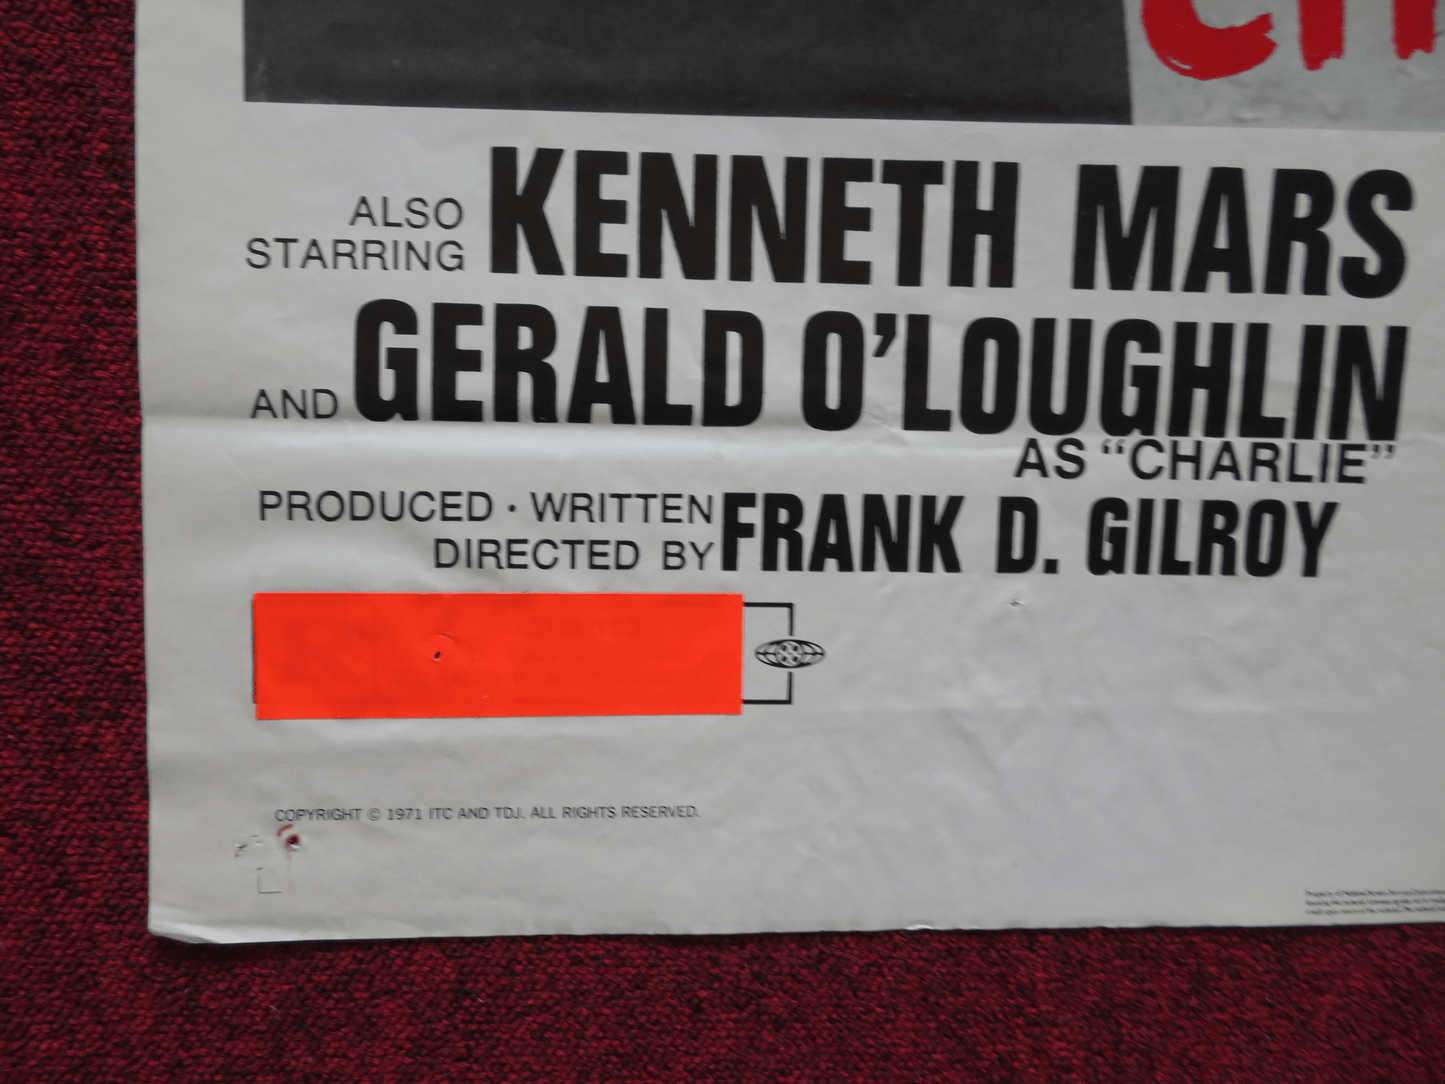 ALSO
STARRING KENNETH MARS
AND GERALD O'LOUGHLIN
AS "CHARLIE"
PRODUCED · WRITTEN
DIRECTED BY FRANK D. GILROY
COPYRIGHT © 1971 ITC AND TDJ. ALL RIGHTS RESERVED.